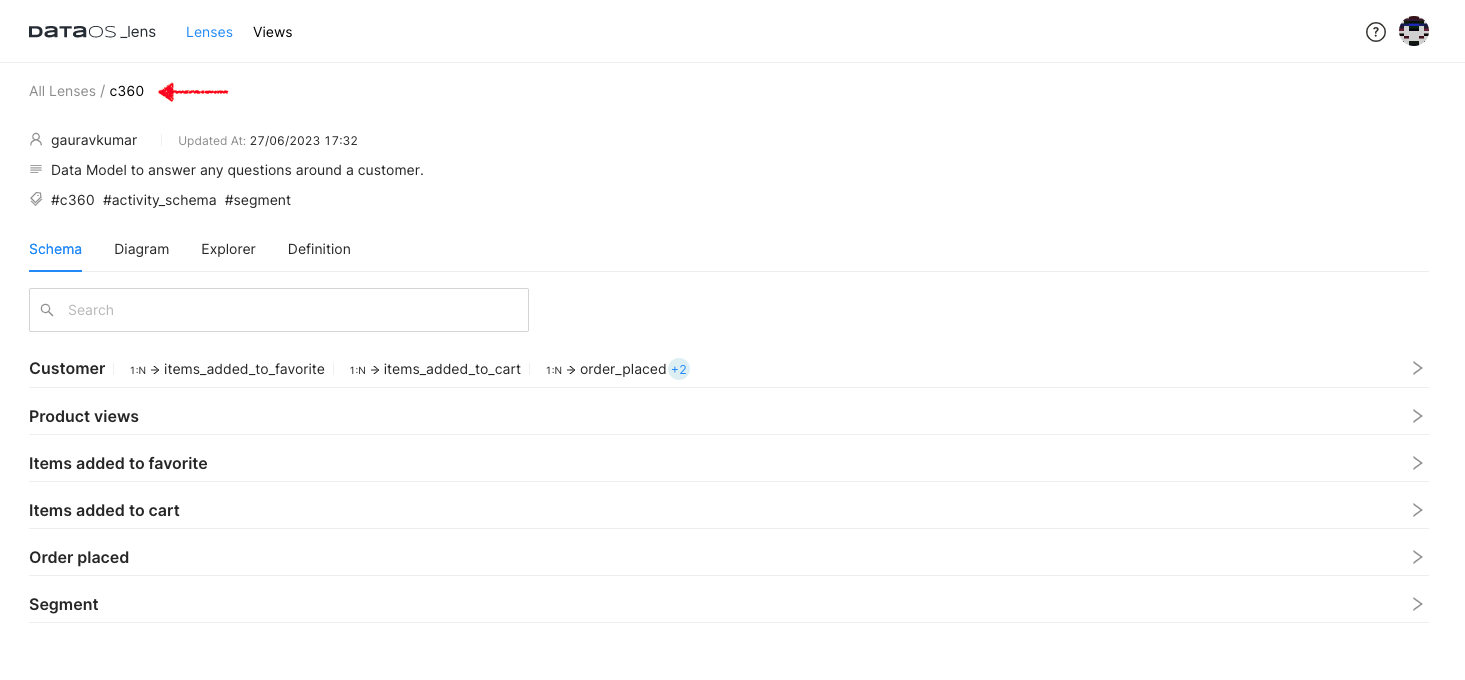 DATAOS_lens Lenses Views ?
All Lenses / c360
gauravkumar Updated At: 27/06/2023 17:32
Data Model to answer any questions around a customer.
#c360 #activity_schema #segment
Schema Diagram Explorer Definition
Search
Customer 1:N → items_added_to_favorite 1:N → items_added_to_cart 1:N → order_placed +2
Product views
Items added to favorite
Items added to cart
Order placed
Segment